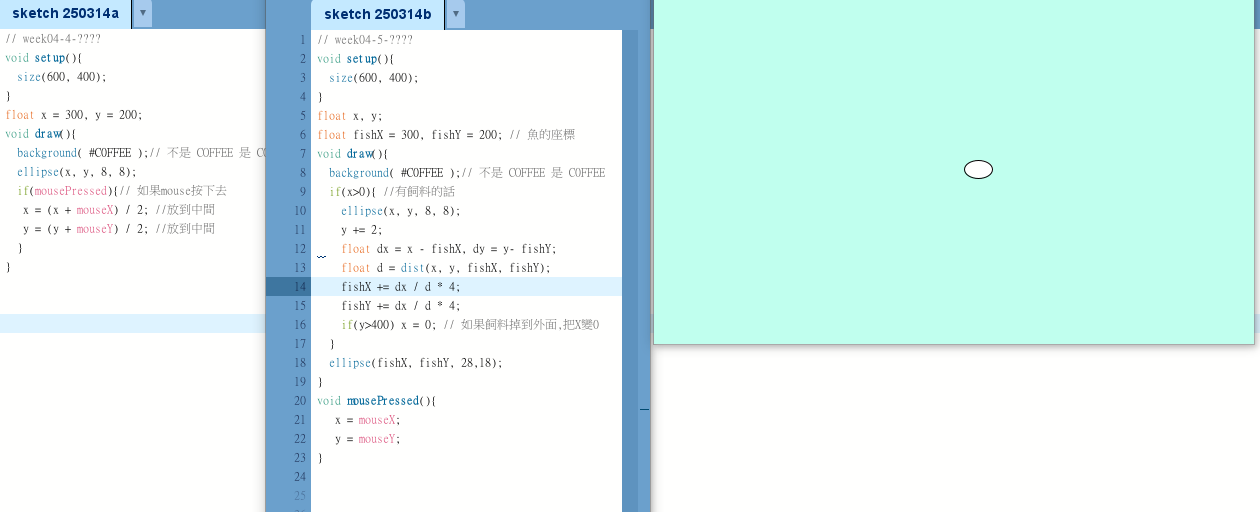 sketch 250314a
// week04-4-????
void setup(){
  size(600, 400);
}
float x = 300, y = 200;
void draw(){
  background( #C0FFEE );// 不是 COFFEE 是 C0
  ellipse(x, y, 8, 8);
  if(mousePressed){// 如果mouse按下去
   x = (x + mouseX) / 2; //放到中間
   y = (y + mouseY) / 2; //放到中間
  }
}
sketch 250314b
1 // week04-5-????
2 void setup(){
3   size(600, 400);
4 }
5 float x, y;
6 float fishX = 300, fishY = 200; // 魚的座標
7 void draw(){
8   background( #C0FFEE );// 不是 COFFEE 是 C0FFEE
9   if(x>0){ //有飼料的話
10     ellipse(x, y, 8, 8);
11     y += 2;
12     float dx = x - fishX, dy = y- fishY;
13     float d = dist(x, y, fishX, fishY);
14     fishX += dx / d * 4;
15     fishY += dx / d * 4;
16     if(y>400) x = 0; // 如果飼料掉到外面,把X變0
17   }
18   ellipse(fishX, fishY, 28,18);
19 }
20 void mousePressed(){
21    x = mouseX;
22    y = mouseY;
23 }
24
25